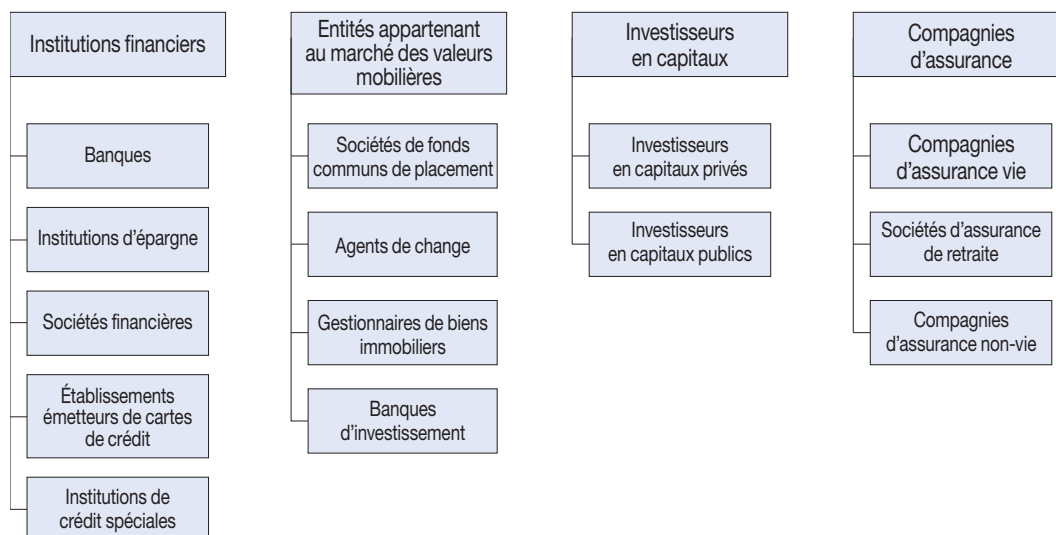 Institutions financiers
Banques
Institutions d'épargne
Sociétés financières
Établissements
émetteurs de cartes
de crédit
Institutions de
crédit spéciales
Entités appartenant
au marché des valeurs
mobilières
Sociétés de fonds
communs de placement
Agents de change
Gestionnaires de biens
immobiliers
Banques
d'investissement
Investisseurs
en capitaux
Investisseurs
en capitaux privés
Investisseurs
en capitaux publics
Compagnies
d'assurance
Compagnies
d'assurance vie
Sociétés d'assurance
de retraite
Compagnies
d'assurance non-vie